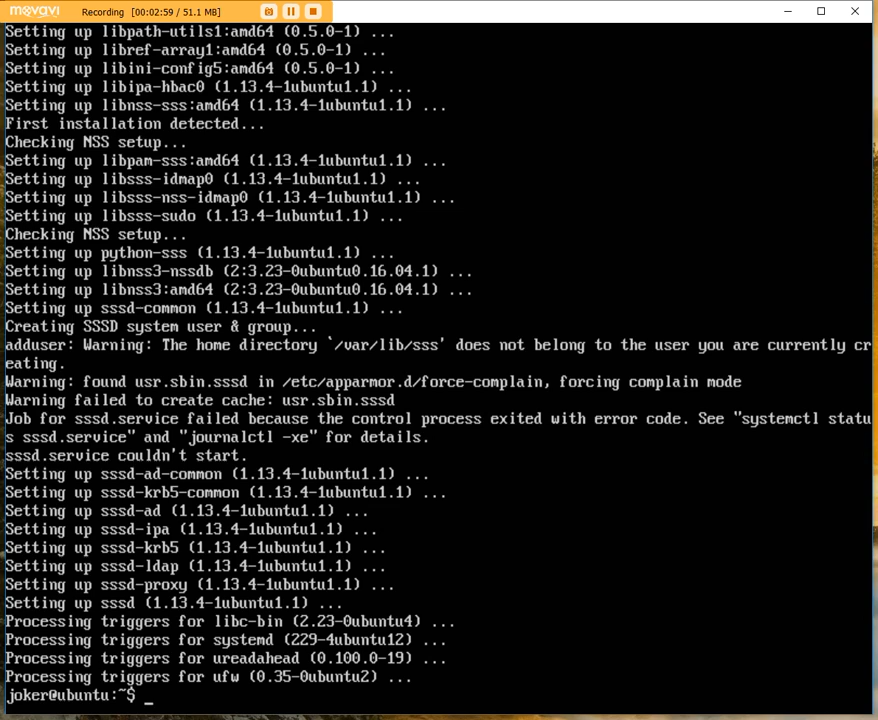 movavi Recording [00:02:59 / 51.1 MB]
Setting up libpath-utils1:amd64 (0.5.0-1) ...
Setting up libref-array1:amd64 (0.5.0-1) ...
Setting up libini-config5:amd64 (0.5.0-1) ...
Setting up libipa-hbac0 (1.13.4-1ubuntu1.1) ...
Setting up libnss-sss:amd64 (1.13.4-1ubuntu1.1) ...
First installation detected...
Checking NSS setup...
Setting up libpam-sss:amd64 (1.13.4-1ubuntu1.1) ...
Setting up libsss-idmap0 (1.13.4-1ubuntu1.1) ...
Setting up libsss-nss-idmap0 (1.13.4-1ubuntu1.1) ...
Setting up libsss-sudo (1.13.4-1ubuntu1.1) ...
Checking NSS setup...
Setting up python-sss (1.13.4-1ubuntu1.1) ...
Setting up libnss3-nssdb (2:3.23-0ubuntu0.16.04.1) ...
Setting up libnss3:amd64 (2:3.23-0ubuntu0.16.04.1) ...
Setting up sssd-common (1.13.4-1ubuntu1.1) ...
Creating SSSD system user & group...
adduser: Warning: The home directory `/var/lib/sss' does not belong to the user you are currently cr
eating.
Warning: found usr.sbin.sssd in /etc/apparmor.d/force-complain, forcing complain mode
Warning failed to create cache: usr.sbin.sssd
Job for sssd.service failed because the control process exited with error code. See "systemctl statu
s sssd.service" and "journalctl -xe" for details.
sssd.service couldn't start.
Setting up sssd-ad-common (1.13.4-1ubuntu1.1) ...
Setting up sssd-krb5-common (1.13.4-1ubuntu1.1) ...
Setting up sssd-ad (1.13.4-1ubuntu1.1) ...
Setting up sssd-ipa (1.13.4-1ubuntu1.1) ...
Setting up sssd-krb5 (1.13.4-1ubuntu1.1) ...
Setting up sssd-ldap (1.13.4-1ubuntu1.1) ...
Setting up sssd-proxy (1.13.4-1ubuntu1.1) ...
Setting up sssd (1.13.4-1ubuntu1.1) ...
Processing triggers for libc-bin (2.23-0ubuntu4) ...
Processing triggers for systemd (229-4ubuntu12) ...
Processing triggers for ureadahead (0.100.0-19) ...
Processing triggers for ufw (0.35-0ubuntu2) ...
joker@ubuntu:~$ _